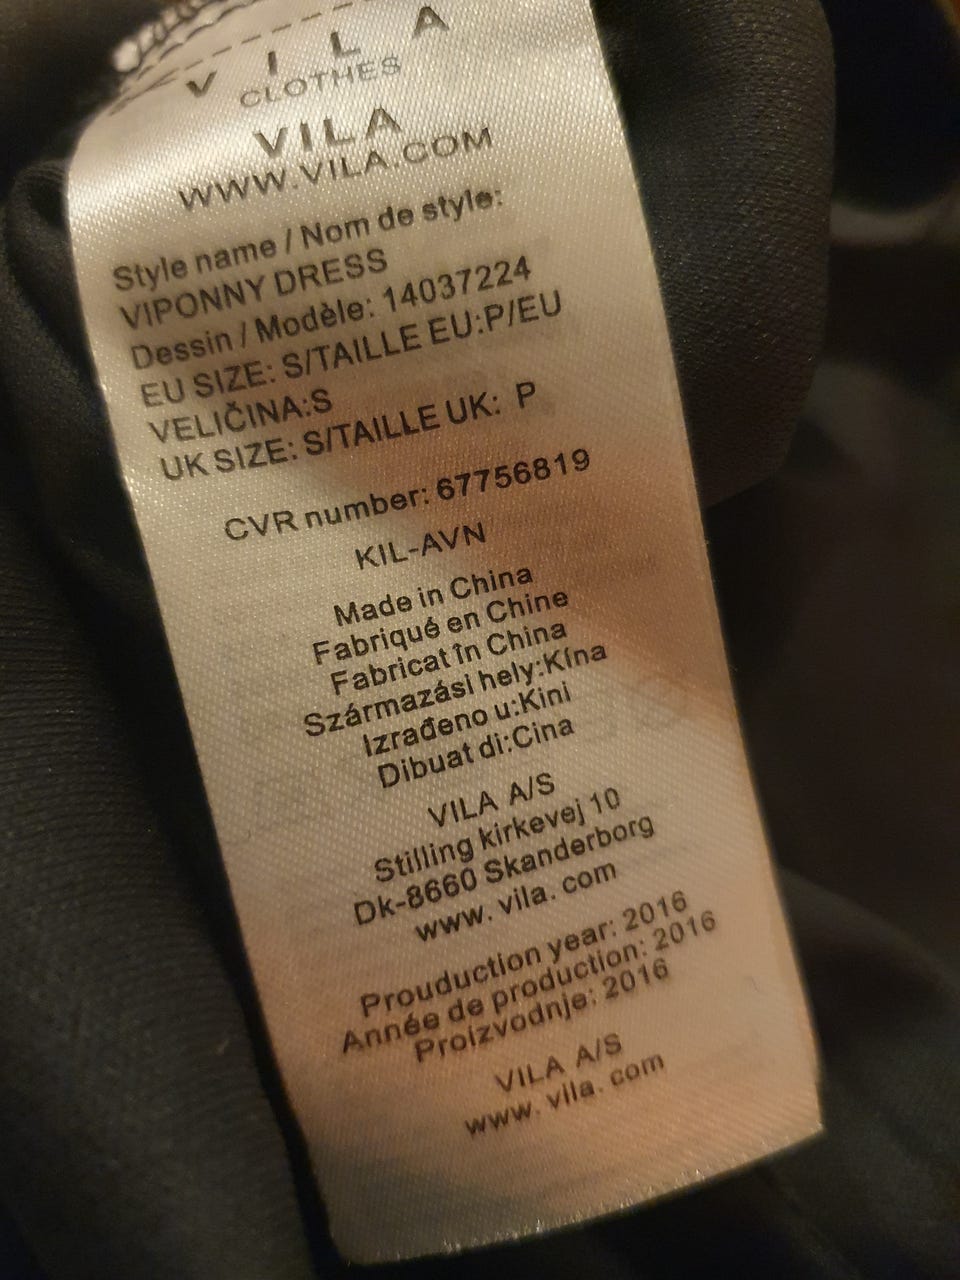 VILA
CLOTHES
VILA
WWW.VILA.COM
Style name / Nom de style:
VIPONNY DRESS
Dessin / Modèle: 14037224
EU SIZE: S/TAILLE EU:P/EU
VELIČINA:S
UK SIZE: S/TAILLE UK: P
CVR number: 67756819
KIL-AVN
Made in China
Fabriqué en Chine
Fabricat în China
Származási hely:Kína
Izrađeno u:Kini
Dibuat di:Cina
VILA A/S
Stilling kirkevej 10
Dk-8660 Skanderborg
www. vila. com
Prouduction year: 2016
Année de production: 2016
Proizvodnje: 2016
VILA A/S
www. vila. com